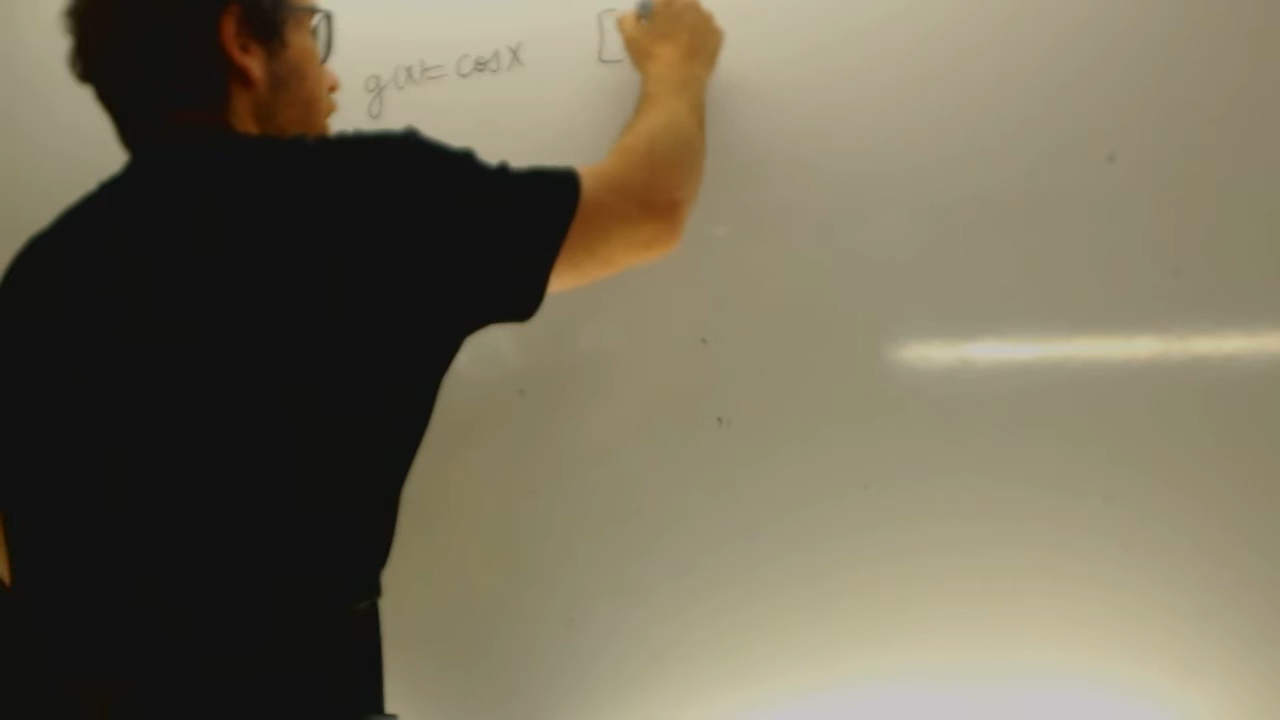 g(x)= cosx [